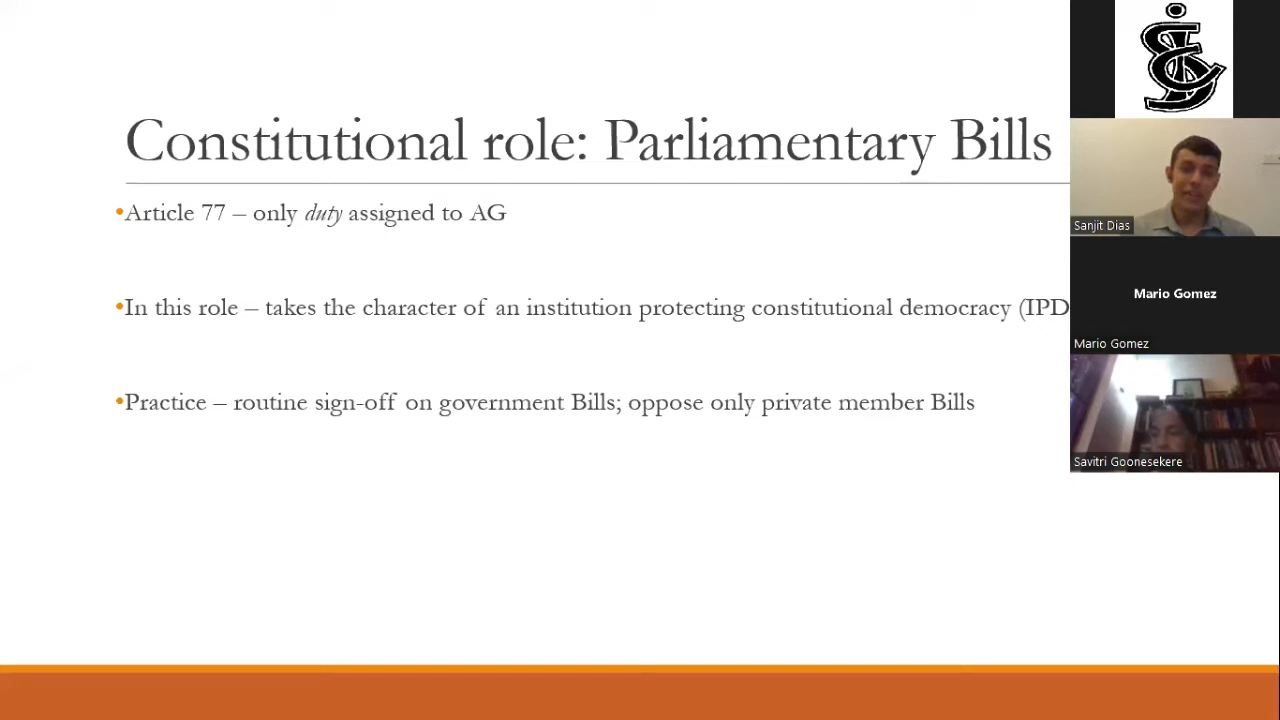 Constitutional role: Parliamentary Bills
•Article 77 – only duty assigned to AG
•In this role – takes the character of an institution protecting constitutional democracy (IPD
•Practice – routine sign-off on government Bills; oppose only private member Bills
Sanjit Dias
Mario Gomez
Mario Gomez
Savitri Goonesekere